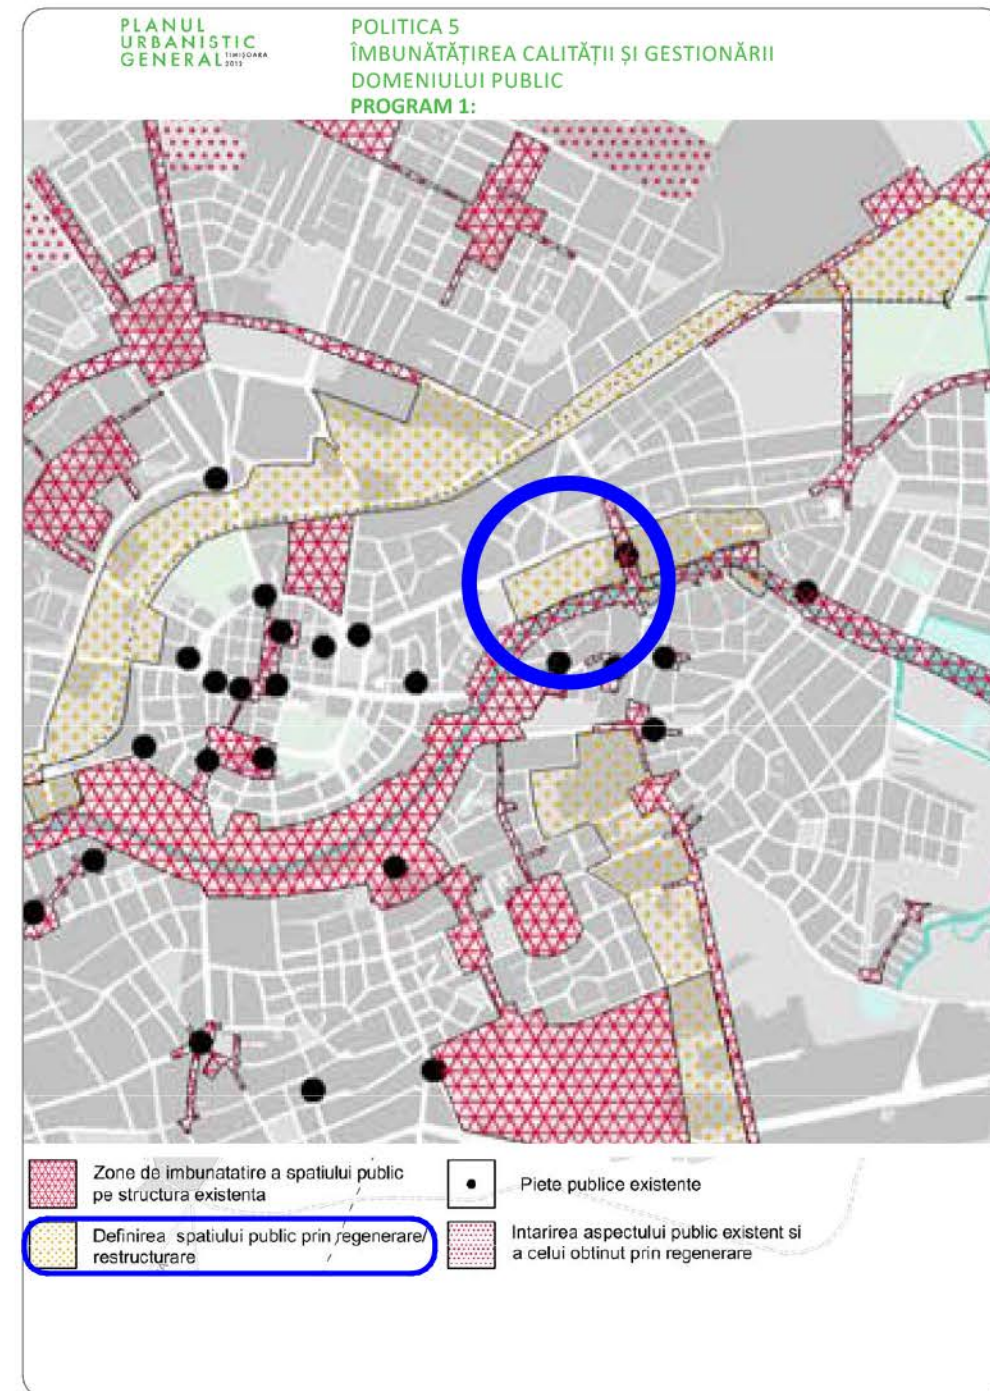 PLANUL
URBANISTIC
GENERAL TIMIȘOARA
2012
POLITICA 5
ÎMBUNĂTĂȚIREA CALITĂȚII ȘI GESTIONĂRII
DOMENIULUI PUBLIC
PROGRAM 1:
Zone de imbunatatire a spatiului public
pe structura existenta
Definirea spatiului public prin regenerare/
restructurare
Piete publice existente
Intarirea aspectului public existent si
a celui obtinut prin regenerare